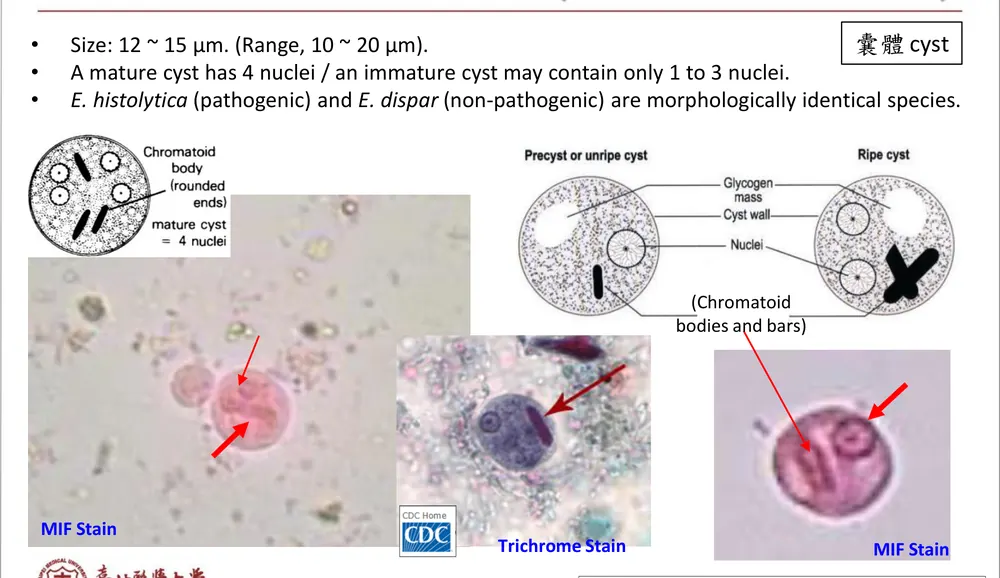 • Size: 12 ~ 15 μm. (Range, 10 ~ 20 μm).
囊體 cyst
• A mature cyst has 4 nuclei / an immature cyst may contain only 1 to 3 nuclei.
• E. histolytica (pathogenic) and E. dispar (non-pathogenic) are morphologically identical species.
Chromatoid
body
(rounded
ends)
mature cyst
= 4 nuclei
Precyst or unripe cyst
Ripe cyst
Glycogen
mass
Cyst wall
Nuclei
(Chromatoid
bodies and bars)
MIF Stain
CDC Home
CDC
Trichrome Stain
MIF Stain